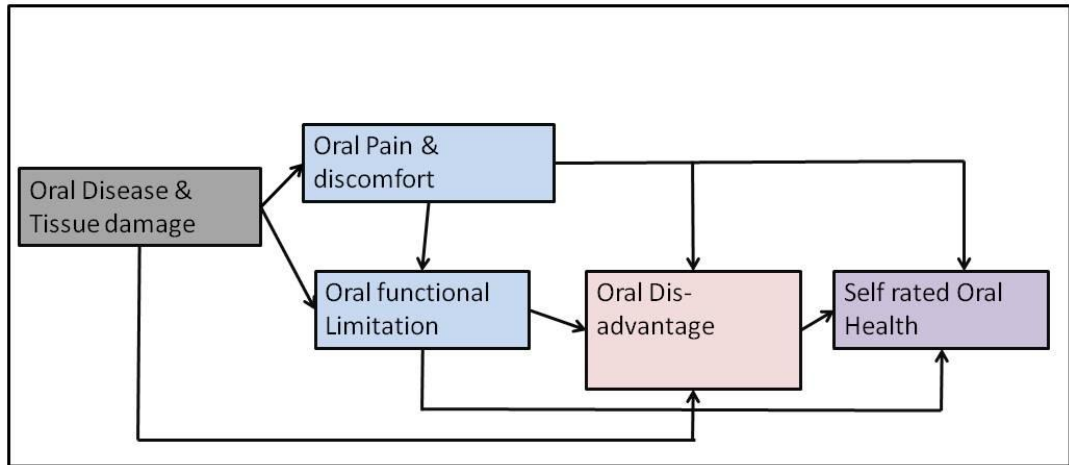 Oral Pain &
discomfort
Oral Disease &
Tissue damage
Oral functional
Limitation
Oral Dis-
advantage
Self rated Oral
Health